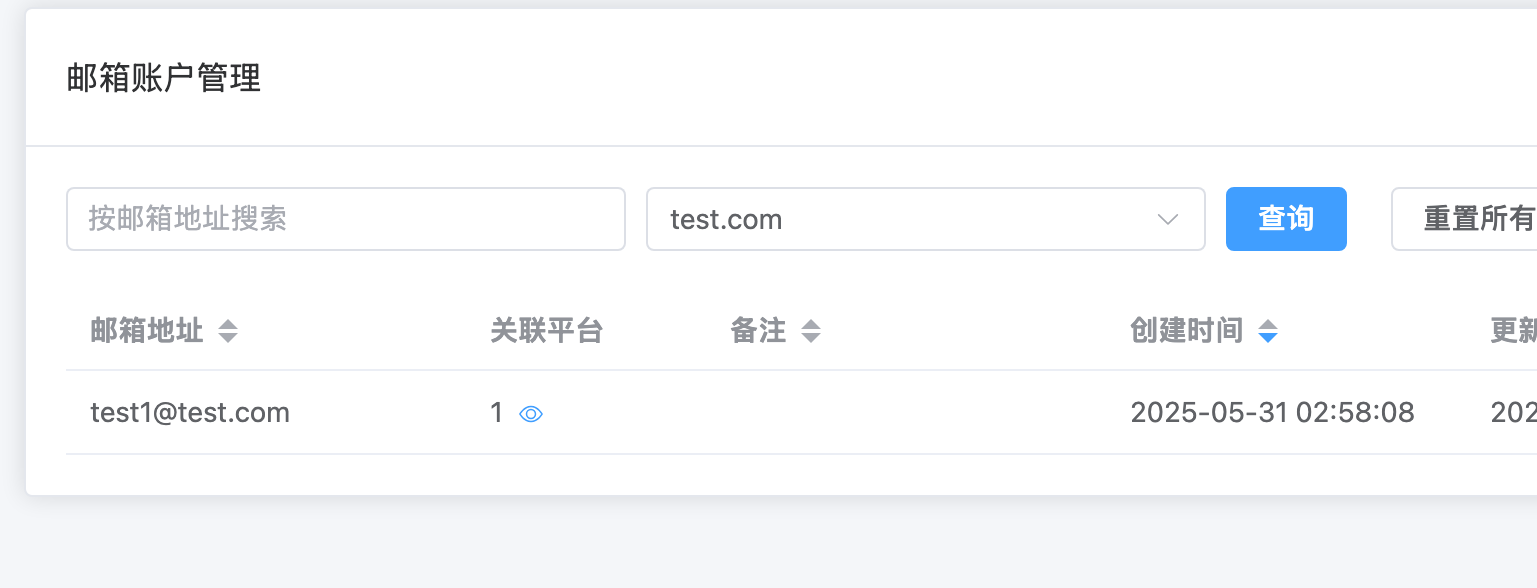 邮箱账户管理
按邮箱地址搜索 test.com 查询 重置所有
邮箱地址 关联平台 备注 创建时间 更新
test1@test.com 1 2025-05-31 02:58:08 202